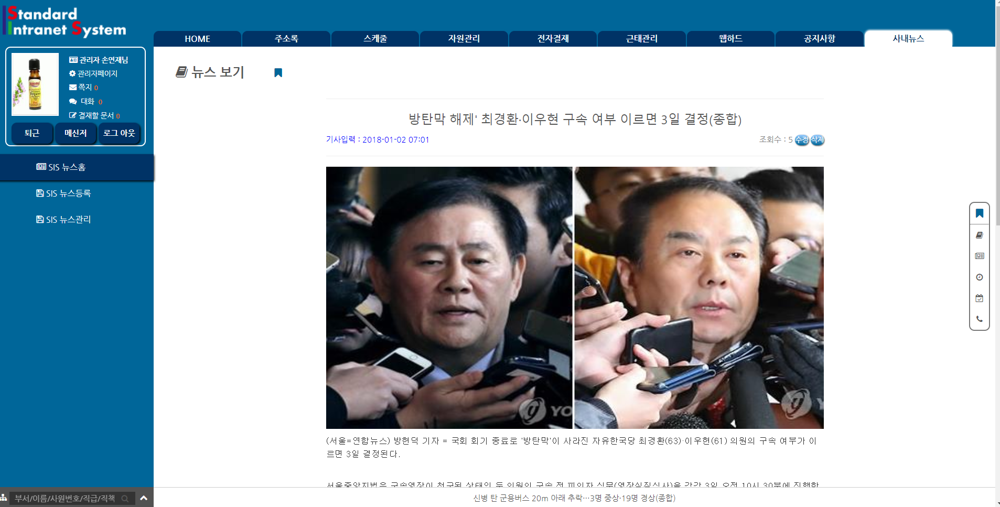 Standard
Intranet System
HOME
주소록
스케줄
자원관리
전자결재
근태관리
웹하드
공지사항
사내뉴스
관리자 손연재님
관리자페이지
쪽지 0
대화 0
결재할 문서 0
퇴근
메신저
로그 아웃
SIS 뉴스홈
SIS 뉴스등록
SIS 뉴스관리
뉴스 보기
방탄막 해제' 최경환·이우현 구속 여부 이르면 3일 결정(종합)
기사입력 : 2018-01-02 07:01
조회수 : 5 수정 삭제
YO
(서울=연합뉴스) 방현덕 기자 = 국회 회기 종료로 '방탄막'이 사라진 자유한국당 최경환(63)·이우현(61) 의원의 구속 여부가 이
르면 3일 결정된다.
서울중앙지법은 구속영장이 청구된 상태인 두 의원의 구속 전 피의자 심문(영장실질심사)을 각각 3일 오전 10시 30분에 진행한
부서/이름/사원번호/직급/직책
신병 탄 군용버스 20m 아래 추락…3명 중상·19명 경상(종합)